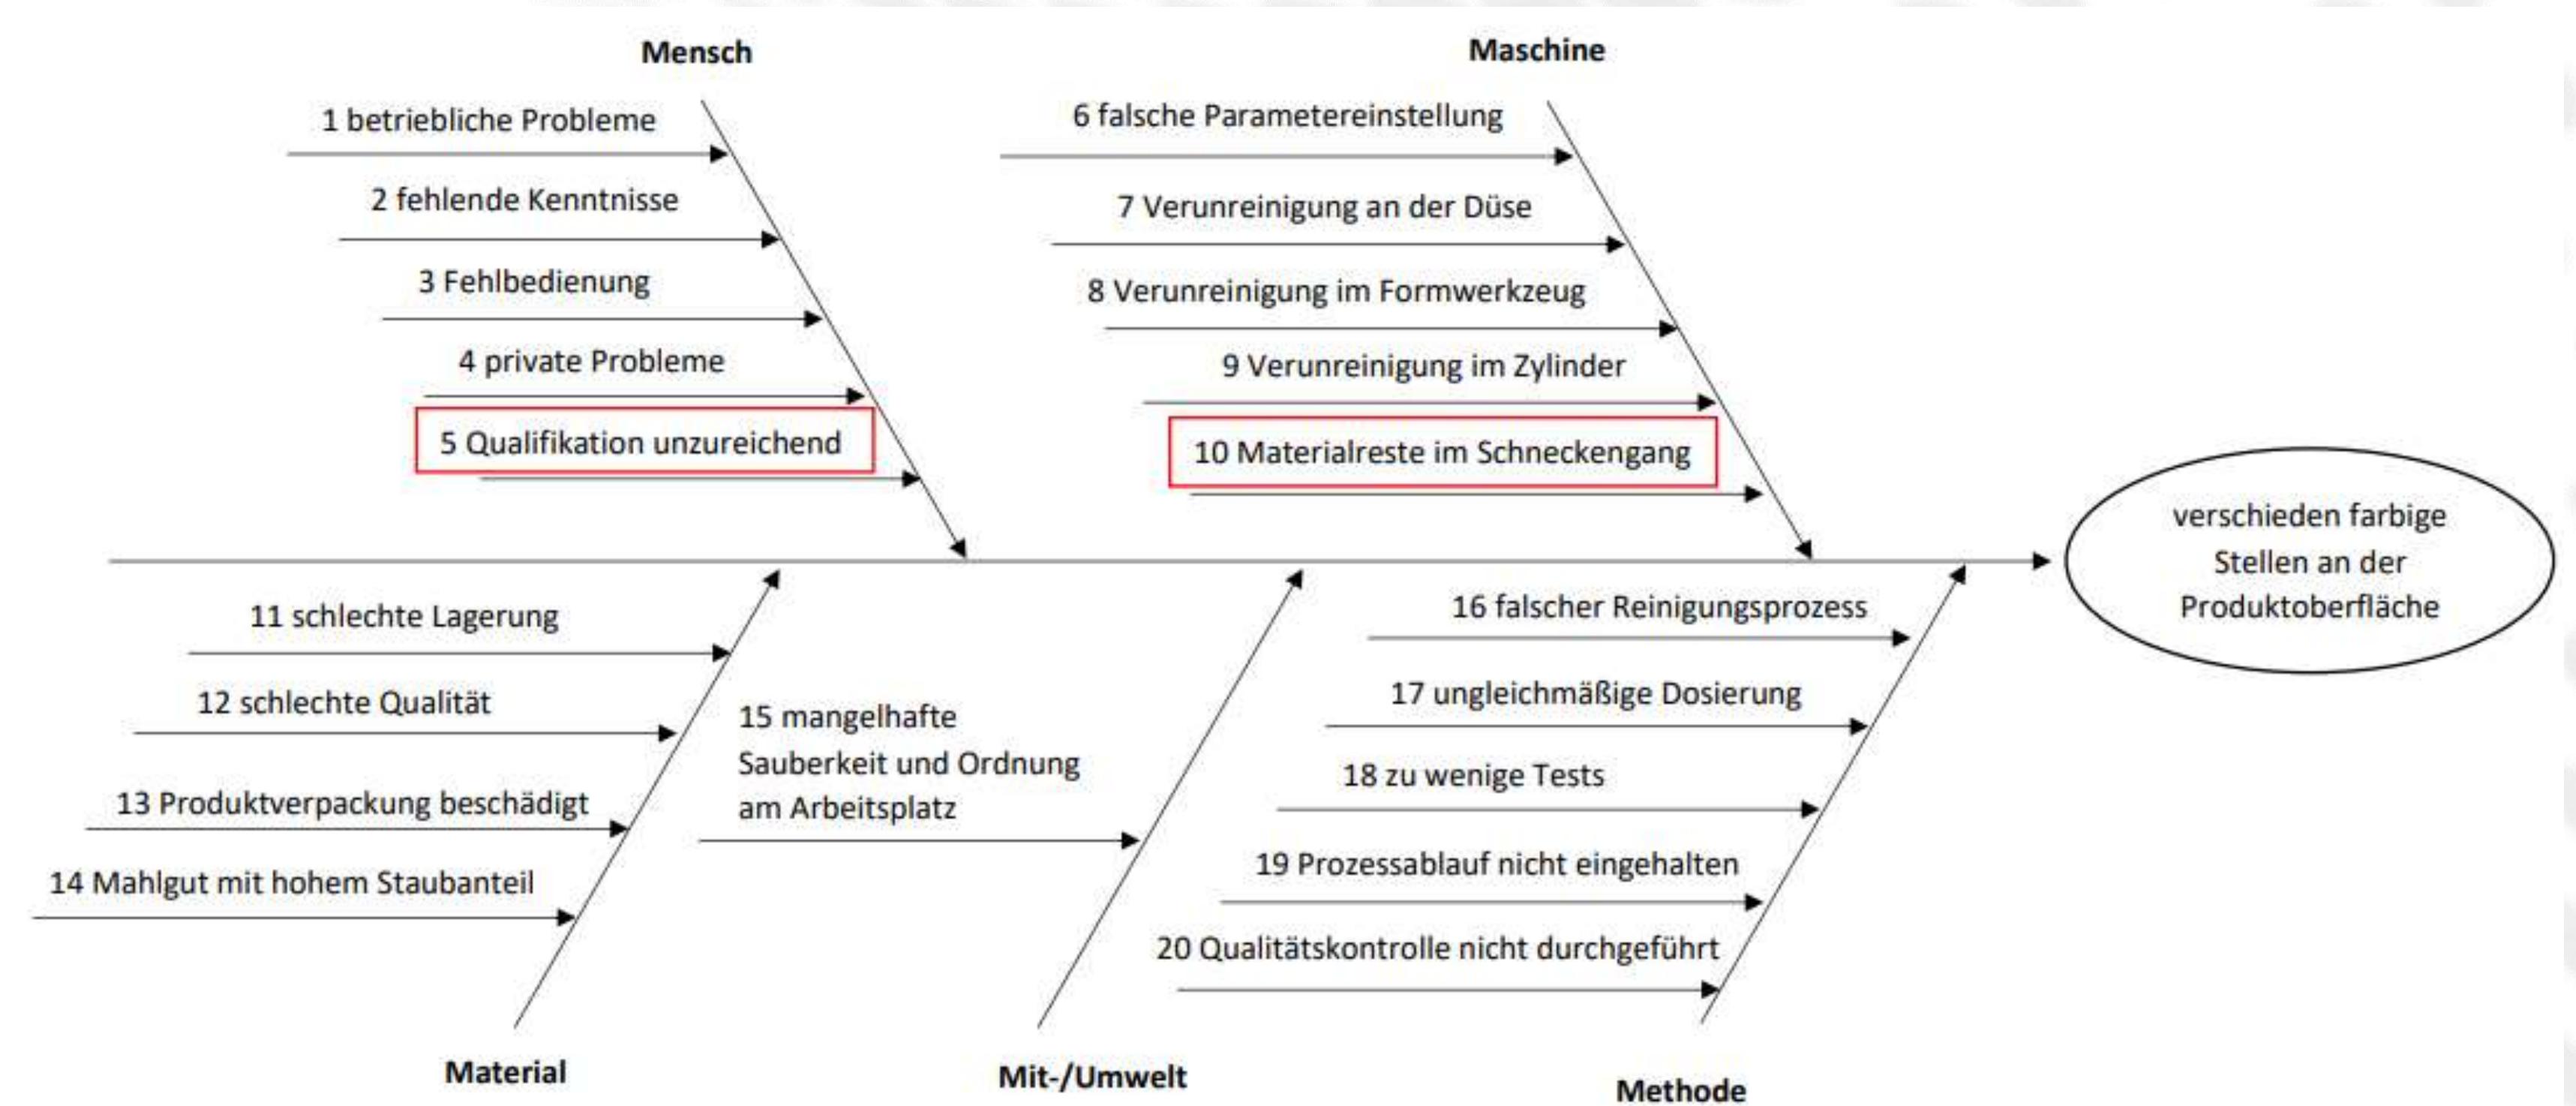 Mensch
1 betriebliche Probleme
2 fehlende Kenntnisse
3 Fehlbedienung
4 private Probleme
5 Qualifikation unzureichend
Maschine
6 falsche Parametereinstellung
7 Verunreinigung an der Düse
8 Verunreinigung im Formwerkzeug
9 Verunreinigung im Zylinder
10 Materialreste im Schneckengang
verschieden farbige
Stellen an der
Produktoberfläche
11 schlechte Lagerung
12 schlechte Qualität
13 Produktverpackung beschädigt
14 Mahlgut mit hohem Staubanteil
Material
15 mangelhafte
Sauberkeit und Ordnung
am Arbeitsplatz
Mit-/Umwelt
16 falscher Reinigungsprozess
17 ungleichmäßige Dosierung
18 zu wenige Tests
19 Prozessablauf nicht eingehalten
20 Qualitätskontrolle nicht durchgeführt
Methode